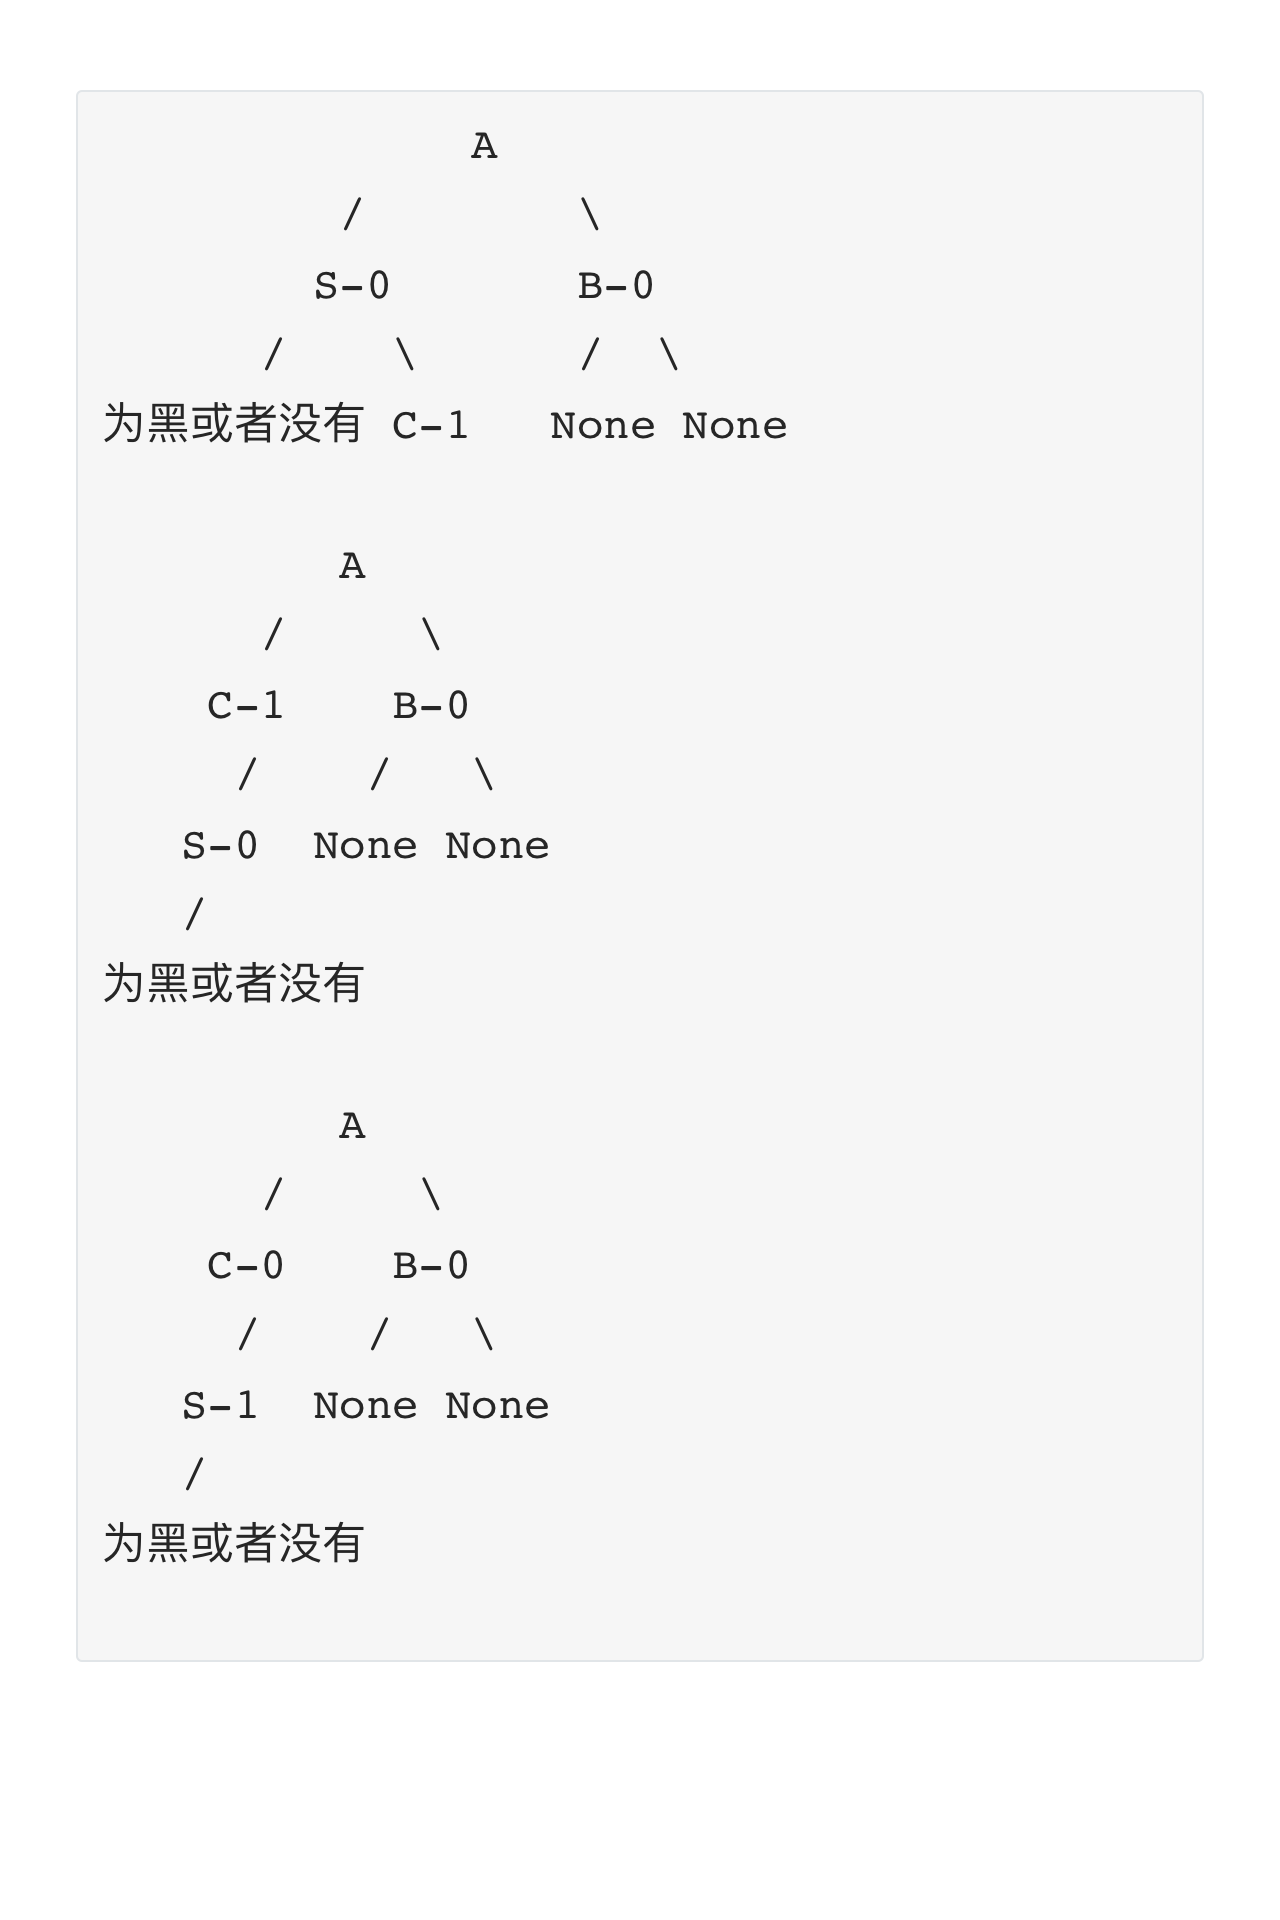 A
/ \
S-0 B-0
/ \ / \
为黑或者没有 C-1 None None
A
/ \
C-1 B-0
/ / \
S-0 None None
/
为黑或者没有
A
/ \
C-0 B-0
/ / \
S-1 None None
/
为黑或者没有